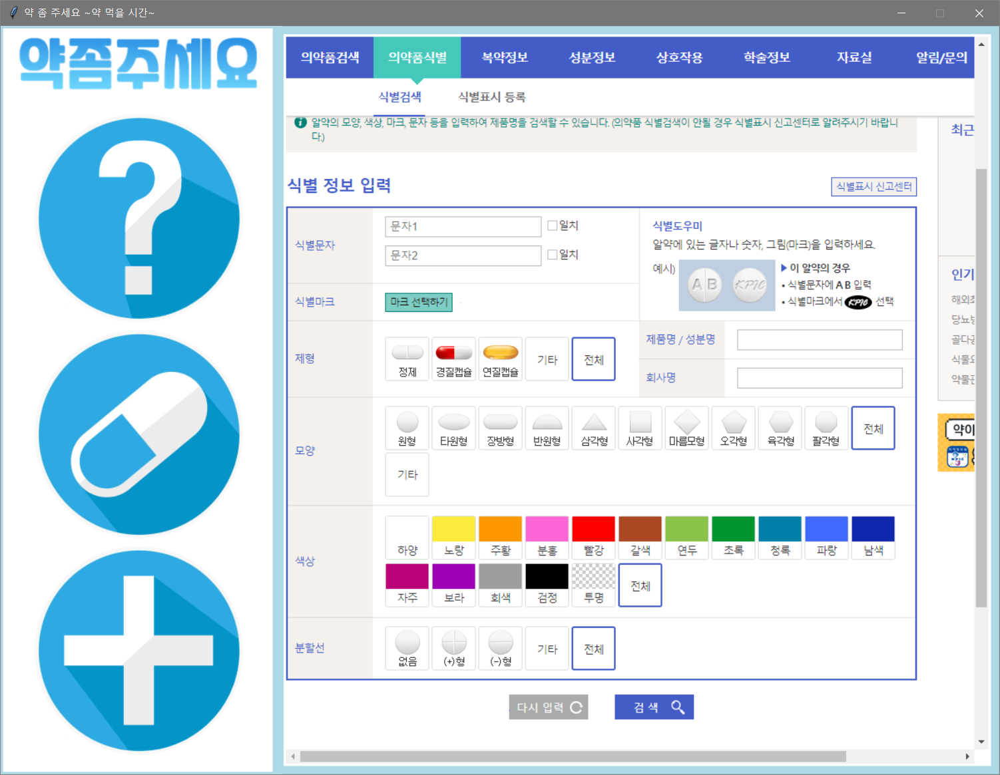 약 좀 주세요 ~약 먹을 시간~
약좀주세요
의약품검색 의약품식별 복약정보 성분정보 상호작용 학술정보 자료실 알림/문의
식별검색 식별표시 등록
알약의 모양, 색상, 마크, 문자 등을 입력하여 제품명을 검색할 수 있습니다. (의약품 식별검색이 안될 경우 식별표시 신고센터로 알려주시기 바랍니
다.)
최근
식별 정보 입력
식별표시 신고센터
식별문자
문자1 일치
문자2 일치
식별도우미
알약에 있는 글자나 숫자, 그림(마크)을 입력하세요.
예시)
A B KPIC
이 알약의 경우
• 식별문자에 A B 입력
• 식별마크에서 KPIC 선택
식별마크
마크 선택하기
인기
당뇨병
제형
정제 경질캡슐 연질캡슐 기타 전체
제품명 / 성분명
회사명
모양
원형 타원형 장방형 반원형 삼각형 사각형 마름모형 오각형 육각형 팔각형 전체
기타
약이
색상
하양 노랑 주황 분홍 빨강 갈색 연두 초록 청록 파랑 남색
자주 보라 회색 검정 투명 전체
분할선
없음 (+)형 (-)형 기타 전체
다시 입력
검 색